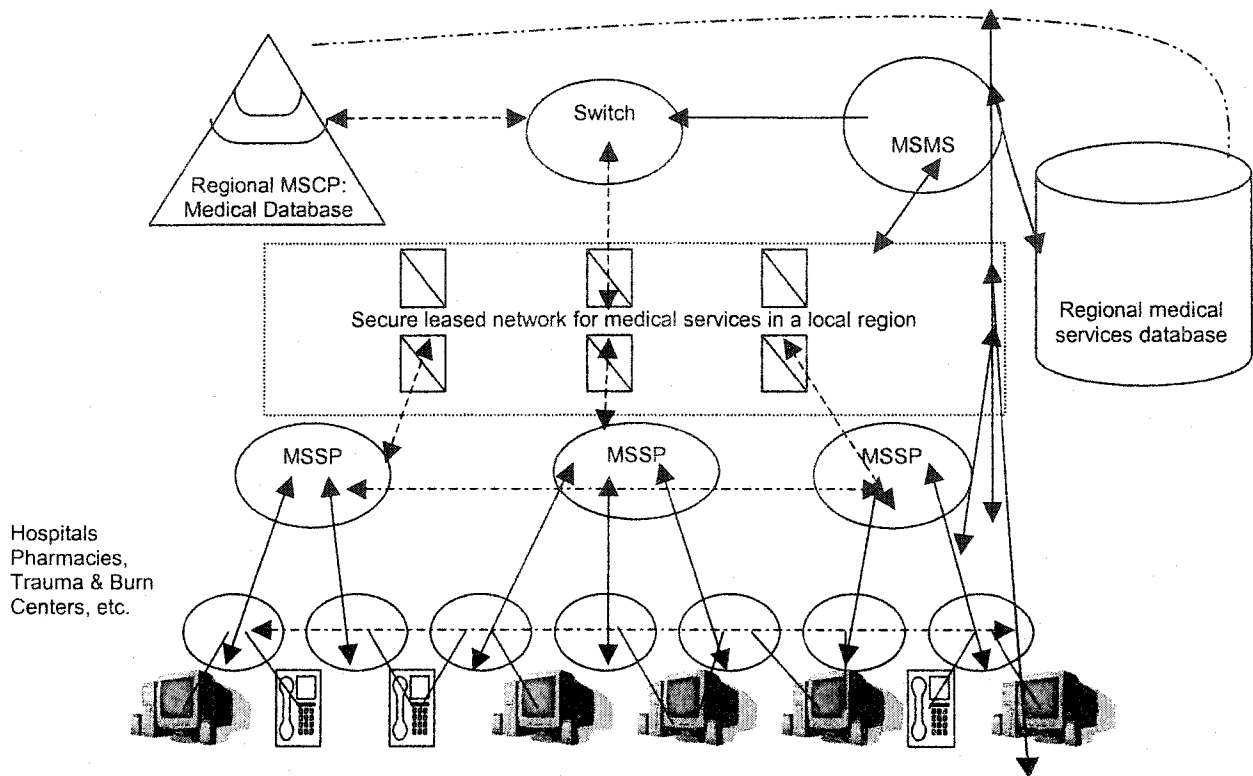 Switch
MSMS
Regional MSCP:
Medical Database
Secure leased network for medical services in a local region
Regional medical
services database
MSSP
MSSP
MSSP
Hospitals
Pharmacies,
Trauma & Burn
Centers, etc.